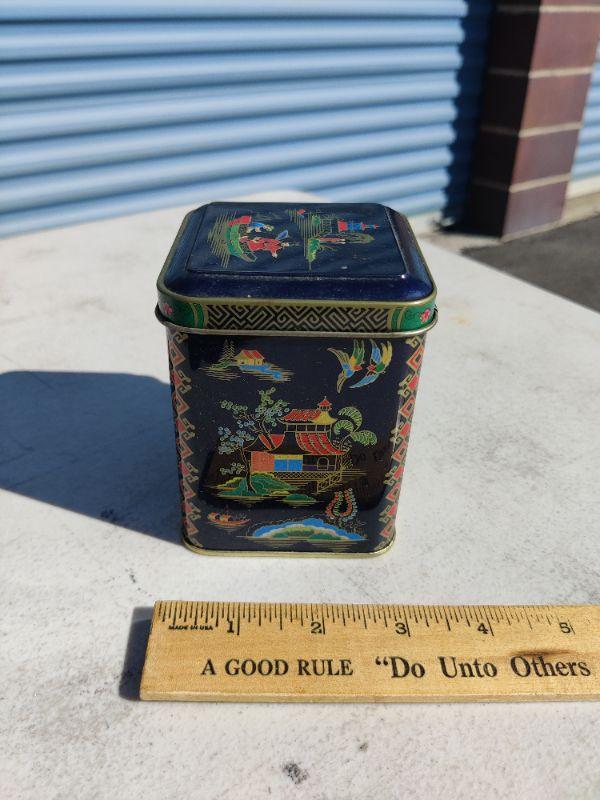 MADE IN USA 1 2 3 4 5
A GOOD RULE "Do Unto Others